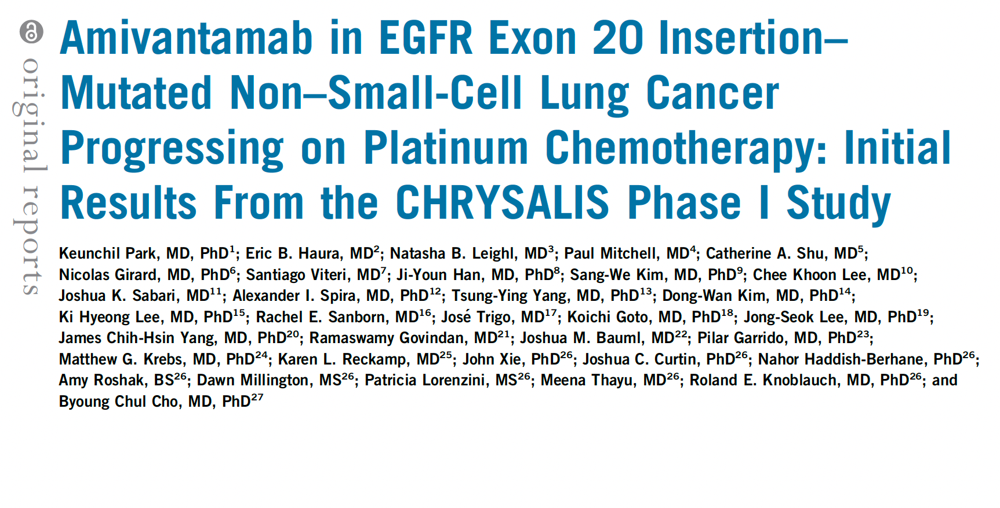 Amivantamab in EGFR Exon 20 Insertion–
Mutated Non–Small-Cell Lung Cancer
Progressing on Platinum Chemotherapy: Initial
Results From the CHRYSALIS Phase I Study
original reports
Keunchil Park, MD, PhD1; Eric B. Haura, MD2; Natasha B. Leighl, MD3; Paul Mitchell, MD4; Catherine A. Shu, MD5;
Nicolas Girard, MD, PhD6; Santiago Viteri, MD7; Ji-Youn Han, MD, PhD8; Sang-We Kim, MD, PhD9; Chee Khoon Lee, MD10;
Joshua K. Sabari, MD11; Alexander I. Spira, MD, PhD12; Tsung-Ying Yang, MD, PhD13; Dong-Wan Kim, MD, PhD14;
Ki Hyeong Lee, MD, PhD15; Rachel E. Sanborn, MD16; José Trigo, MD17; Koichi Goto, MD, PhD18; Jong-Seok Lee, MD, PhD19;
James Chih-Hsin Yang, MD, PhD20; Ramaswamy Govindan, MD21; Joshua M. Bauml, MD22; Pilar Garrido, MD, PhD23;
Matthew G. Krebs, MD, PhD24; Karen L. Reckamp, MD25; John Xie, PhD26; Joshua C. Curtin, PhD26; Nahor Haddish-Berhane, PhD26;
Amy Roshak, BS26; Dawn Millington, MS26; Patricia Lorenzini, MS26; Meena Thayu, MD26; Roland E. Knoblauch, MD, PhD26; and
Byoung Chul Cho, MD, PhD27